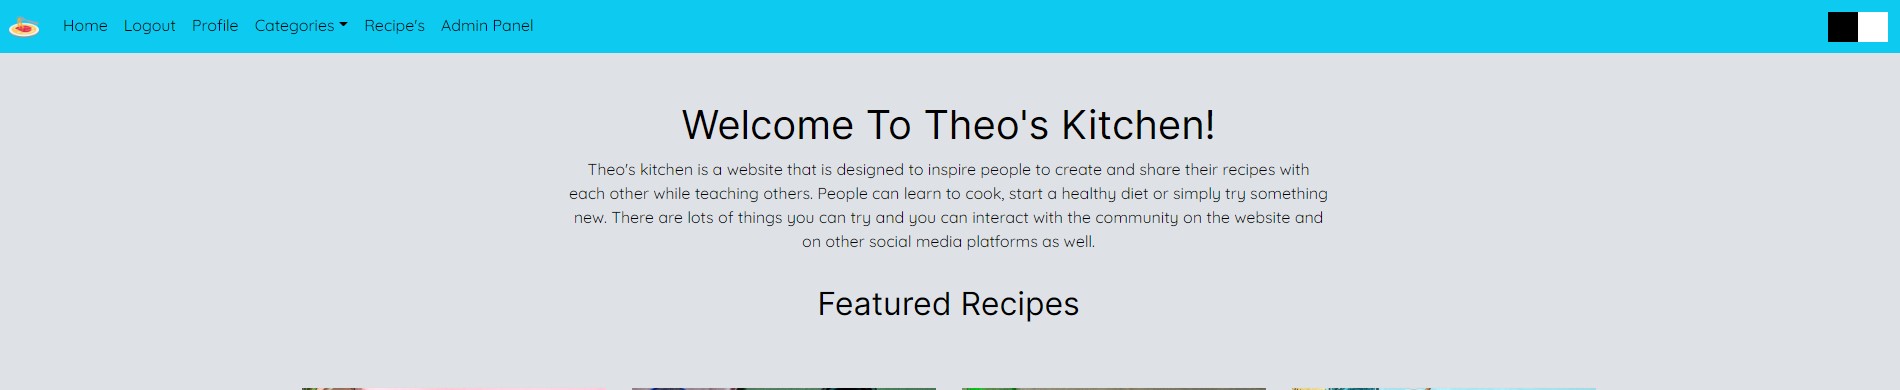 Home Logout Profile Categories Recipe's Admin Panel
Welcome To Theo's Kitchen!
Theo's kitchen is a website that is designed to inspire people to create and share their recipes with
each other while teaching others. People can learn to cook, start a healthy diet or simply try something
new. There are lots of things you can try and you can interact with the community on the website and
on other social media platforms as well.
Featured Recipes